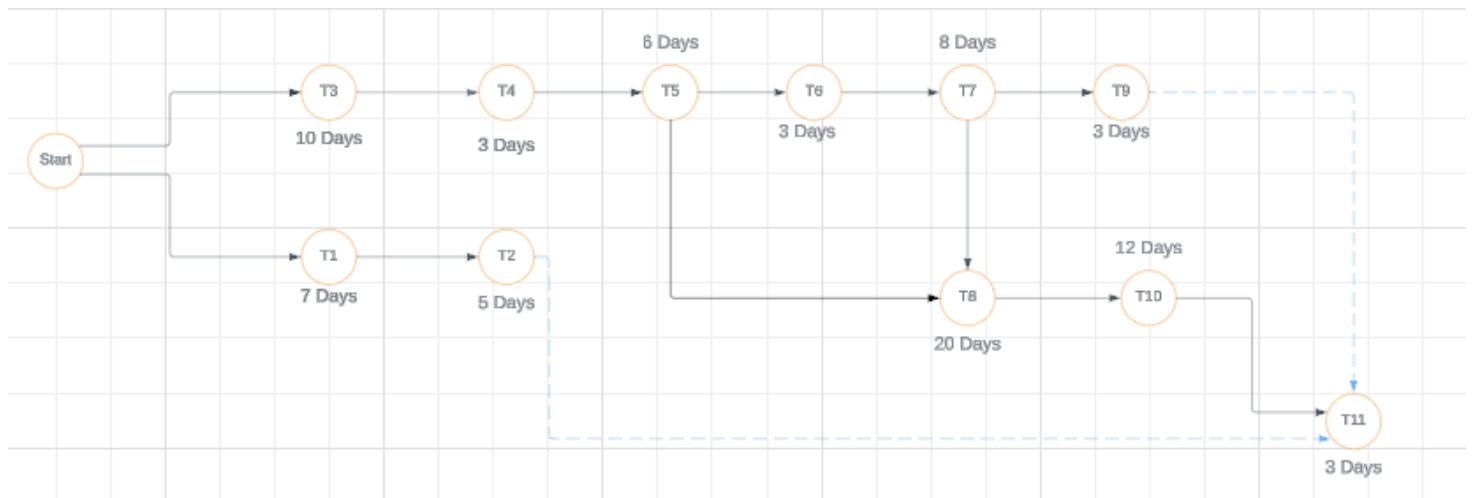 6 Days
8 Days
T3
T4
T5
T6
T7
T9
10 Days
3 Days
3 Days
3 Days
Start
T1
T2
7 Days
5 Days
12 Days
T8
T10
20 Days
T11
3 Days